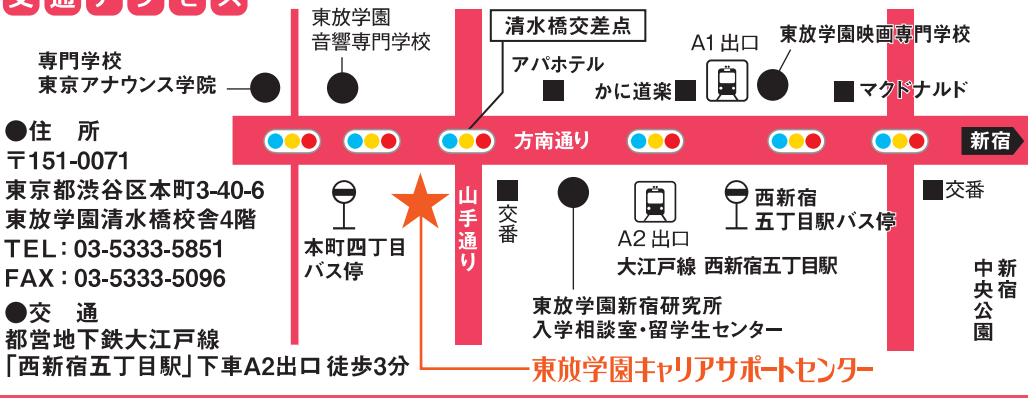 交通アクセス
東放学園
音響専門学校
清水橋交差点
A1出口
東放学園映画専門学校
専門学校
東京アナウンス学院
アパホテル
かに道楽
マクドナルド
方南通り
新宿
●住 所
〒151-0071
東京都渋谷区本町3-40-6
東放学園清水橋校舎4階
TEL：03-5333-5851
FAX：03-5333-5096
●交 通
都営地下鉄大江戸線
「西新宿五丁目駅」下車A2出口 徒歩3分
本町四丁目
バス停
山手通り
交番
A2出口
大江戸線 西新宿五丁目駅
西新宿
五丁目駅バス停
交番
新宿
中央公園
東放学園新宿研究所
入学相談室・留学生センター
東放学園キャリアサポートセンター